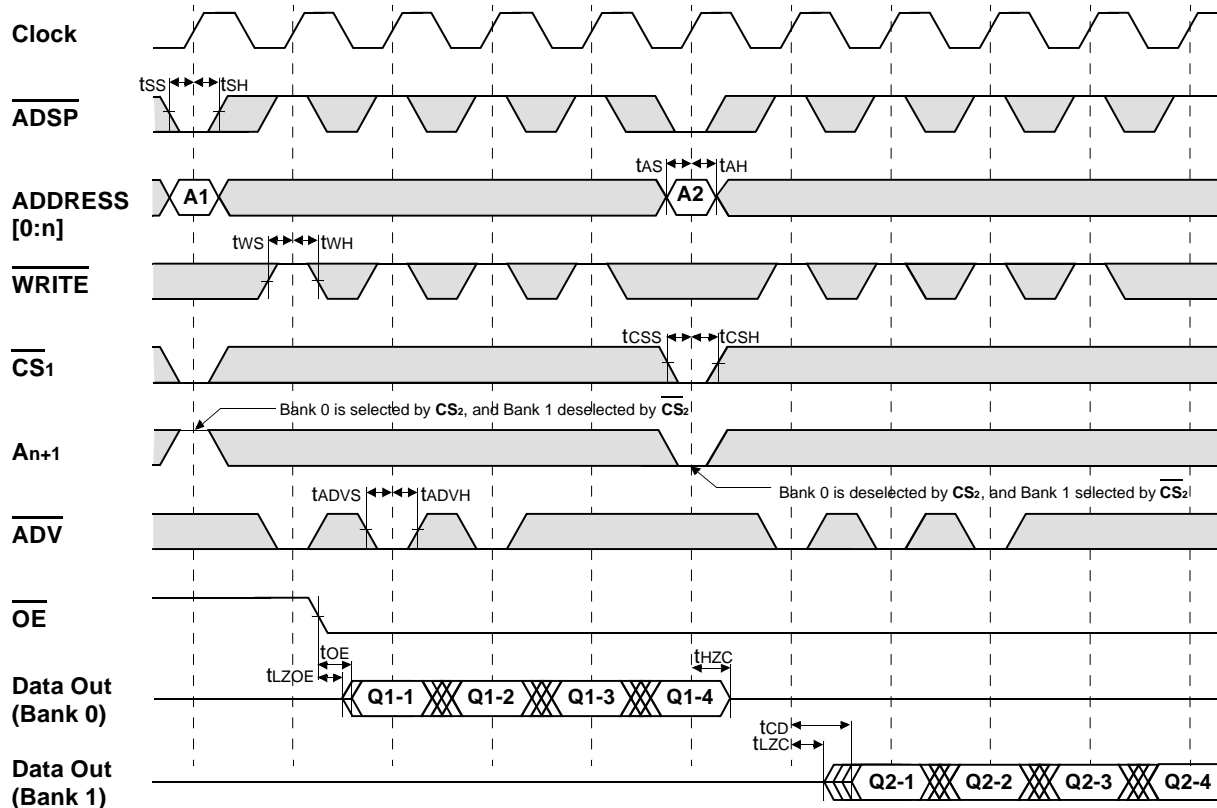 Clock
tSS tSH
ADSP
tAS tAH
ADDRESS
[0:n]
A1 A2
tWS tWH
WRITE
tCSS tCSH
CS1
Bank 0 is selected by CS2, and Bank 1 deselected by CS2
An+1
Bank 0 is deselected by CS2, and Bank 1 selected by CS2
tADVS tADVH
ADV
OE
tOE tHZC
tLZOE
Data Out
(Bank 0)
Q1-1 Q1-2 Q1-3 Q1-4
tCD
tLZC
Data Out
(Bank 1)
Q2-1 Q2-2 Q2-3 Q2-4